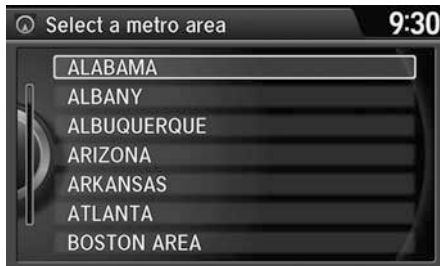 Select a metro area
9:30
ALABAMA
ALBANY
ALBUQUERQUE
ARIZONA
ARKANSAS
ATLANTA
BOSTON AREA